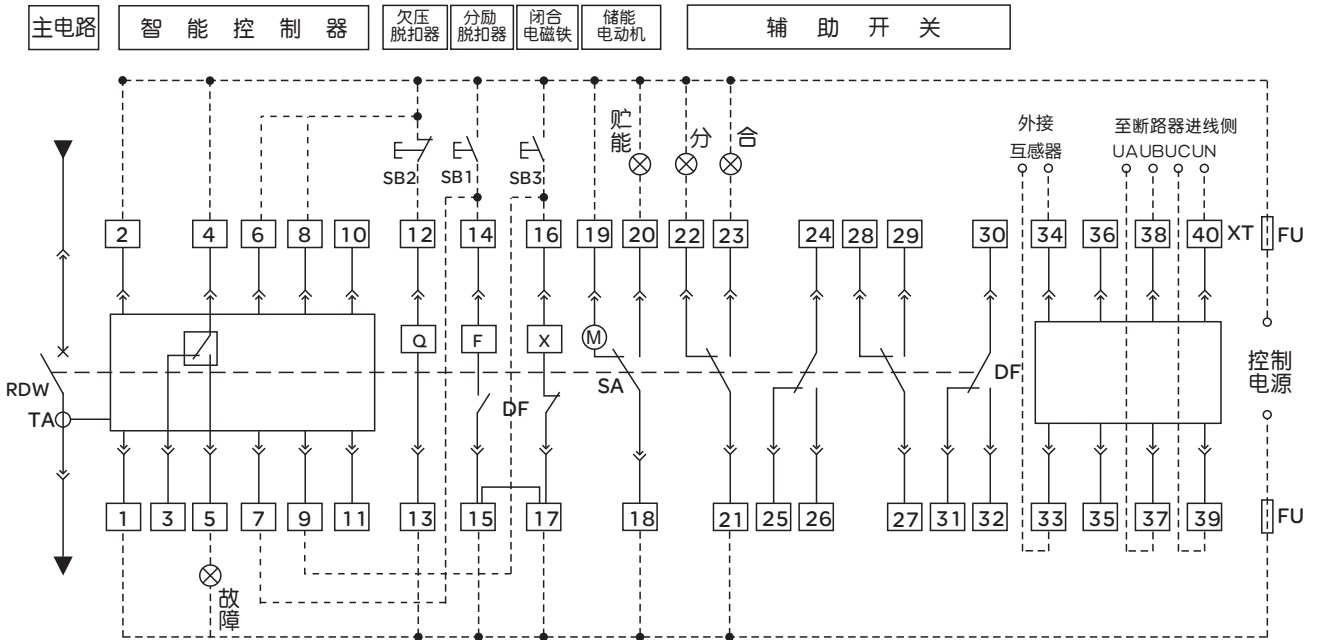 主电路 智能控制器 欠压 分励 闭合 储能 辅助开关
脱扣器 脱扣器 电磁铁 电动机
贮能 分 合 外接 至断路器进线侧
互感器 UAUBUCUN
SB2 SB1 SB3
2 4 6 8 10 12 14 16 19 20 22 23 24 28 29 30 34 36 38 40 XT FU
Q F X M
RDW SA DF 控制
电源
TA DF
1 3 5 7 9 11 13 15 17 18 21 25 26 27 31 32 33 35 37 39 FU
故障